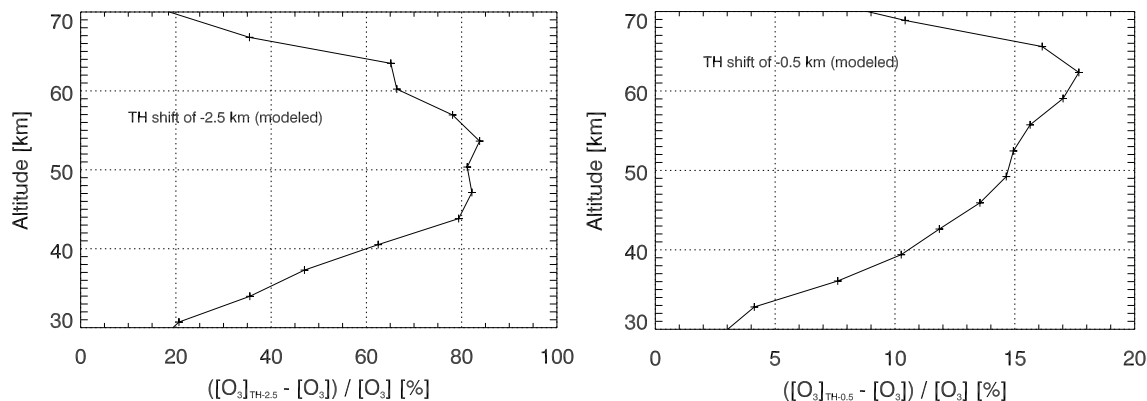 70
60
50
40
30
Altitude [km]
TH shift of -2.5 km (modeled)
0 20 40 60 80 100
([O₃]TH-2.5 - [O₃]) / [O₃] [%]
70
60
50
40
30
Altitude [km]
TH shift of -0.5 km (modeled)
0 5 10 15 20
([O₃]TH-0.5 - [O₃]) / [O₃] [%]